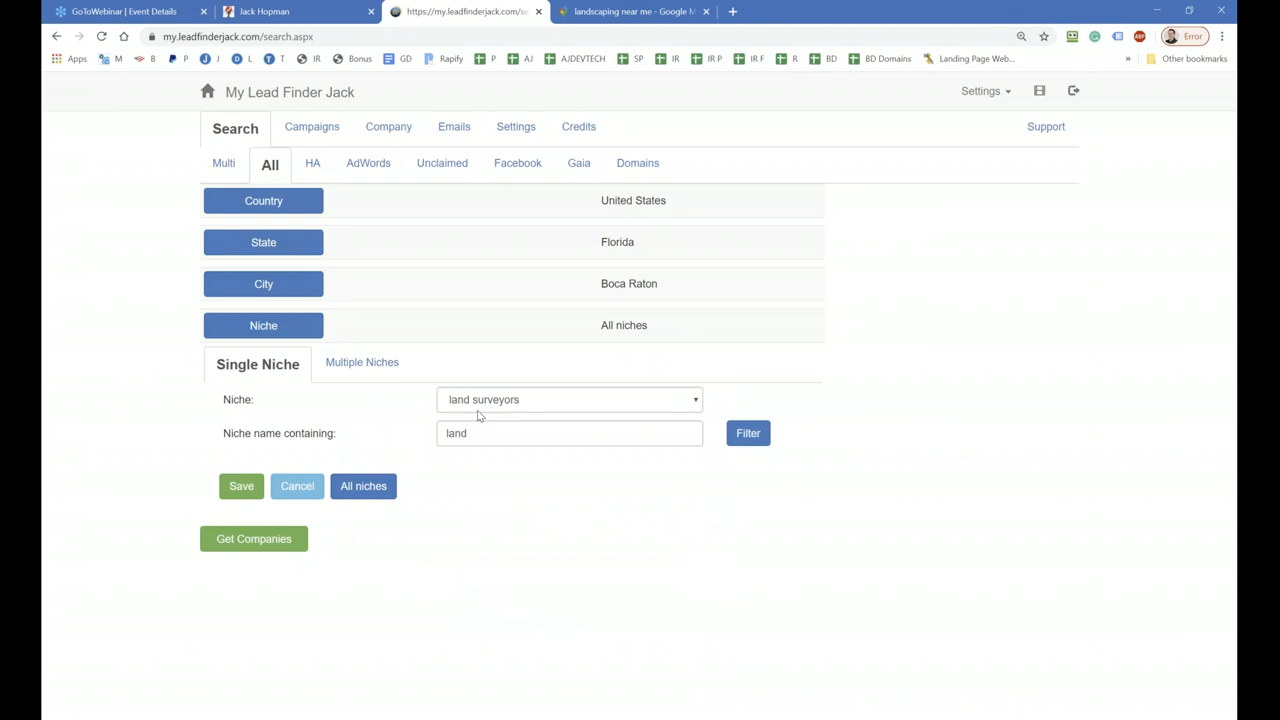 GoToWebinar | Event Details
Jack Hopman
https://my.leadfinderjack.com/se
landscaping near me - Google M
my.leadfinderjack.com/search.aspx
Error
Apps M B P J L T IR Bonus GD Rapify P AJ AJDEVTECH SP IR IR P IR F R BD BD Domains Landing Page Web... » Other bookmarks
My Lead Finder Jack
Settings
Search Campaigns Company Emails Settings Credits Support
Multi All HA AdWords Unclaimed Facebook Gaia Domains
Country United States
State Florida
City Boca Raton
Niche All niches
Single Niche Multiple Niches
Niche: land surveyors
Niche name containing: land Filter
Save Cancel All niches
Get Companies